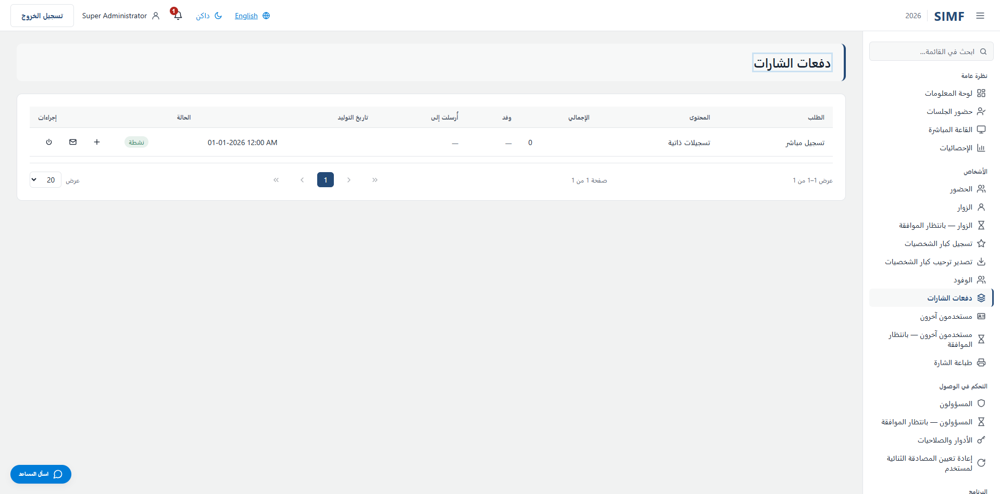 SIMF
2026
English
داكن
1
Super Administrator
تسجيل الخروج
ابحث في القائمة...
نظرة عامة
لوحة المعلومات
حضور الجلسات
القاعة المباشرة
الإحصائيات
الأشخاص
الحضور
الزوار
الزوار — بانتظار الموافقة
تسجيل كبار الشخصيات
تصدير ترحيب كبار الشخصيات
الوفود
دفعات الشارات
مستخدمون آخرون
مستخدمون آخرون — بانتظار
الموافقة
طباعة الشارة
التحكم في الوصول
المسؤولون
المسؤولون — بانتظار الموافقة
الأدوار والصلاحيات
إعادة تعيين المصادقة الثنائية
لمستخدم
البرنامج
دفعات الشارات
الطلب المحتوى الإجمالي وفد أُرسلت إلى تاريخ التوليد الحالة إجراءات
تسجيل مباشر تسجيلات ذاتية 0 — — 01-01-2026 12:00 AM نشطة
عرض 1–1 من 1 صفحة 1 من 1 » › 1 ‹ « عرض 20
اسأل المساعد